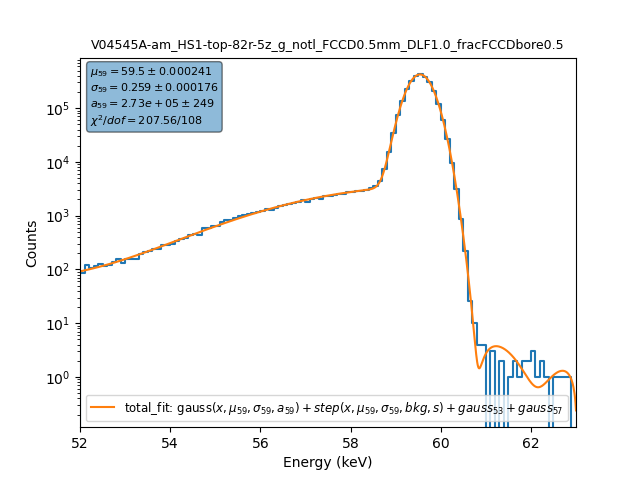 V04545A-am_HS1-top-82r-5z_g_notl_FCCD0.5mm_DLF1.0_fracFCCDbore0.5
μ₅₉ = 59.5 ± 0.000241
σ₅₉ = 0.259 ± 0.000176
a₅₉ = 2.73e + 05 ± 249
χ²/dof = 207.56/108
Counts
10⁵
10⁴
10³
10²
10¹
10⁰
total_fit: gauss(x, μ₅₉, σ₅₉, a₅₉) + step(x, μ₅₉, σ₅₉, bkg, s) + gauss₅₃ + gauss₅₇
52 54 56 58 60 62
Energy (keV)